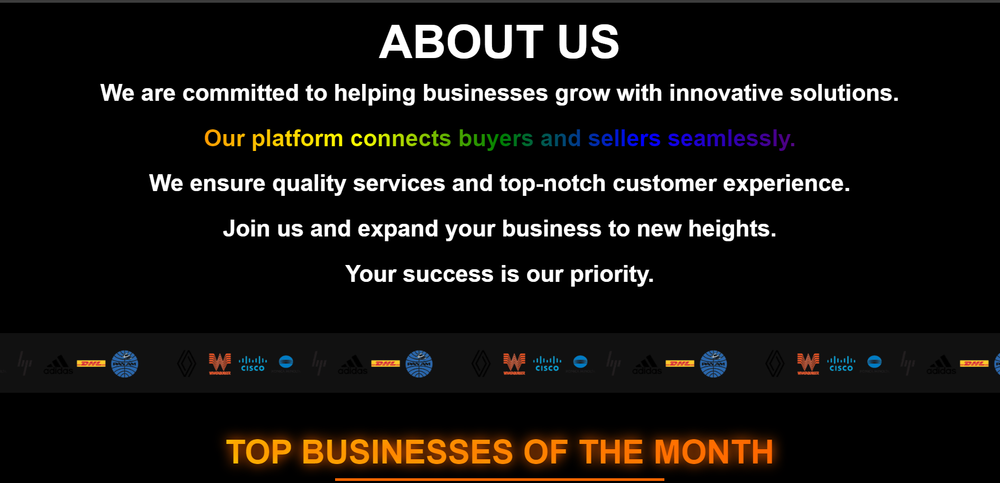 ABOUT US
We are committed to helping businesses grow with innovative solutions.
Our platform connects buyers and sellers seamlessly.
We ensure quality services and top-notch customer experience.
Join us and expand your business to new heights.
Your success is our priority.
hp adidas DHL PAN AM WHATABURGER CISCO hp adidas DHL PAN AM WHATABURGER CISCO hp adidas DHL PAN AM WHATABURGER CISCO hp adidas DHL
TOP BUSINESSES OF THE MONTH